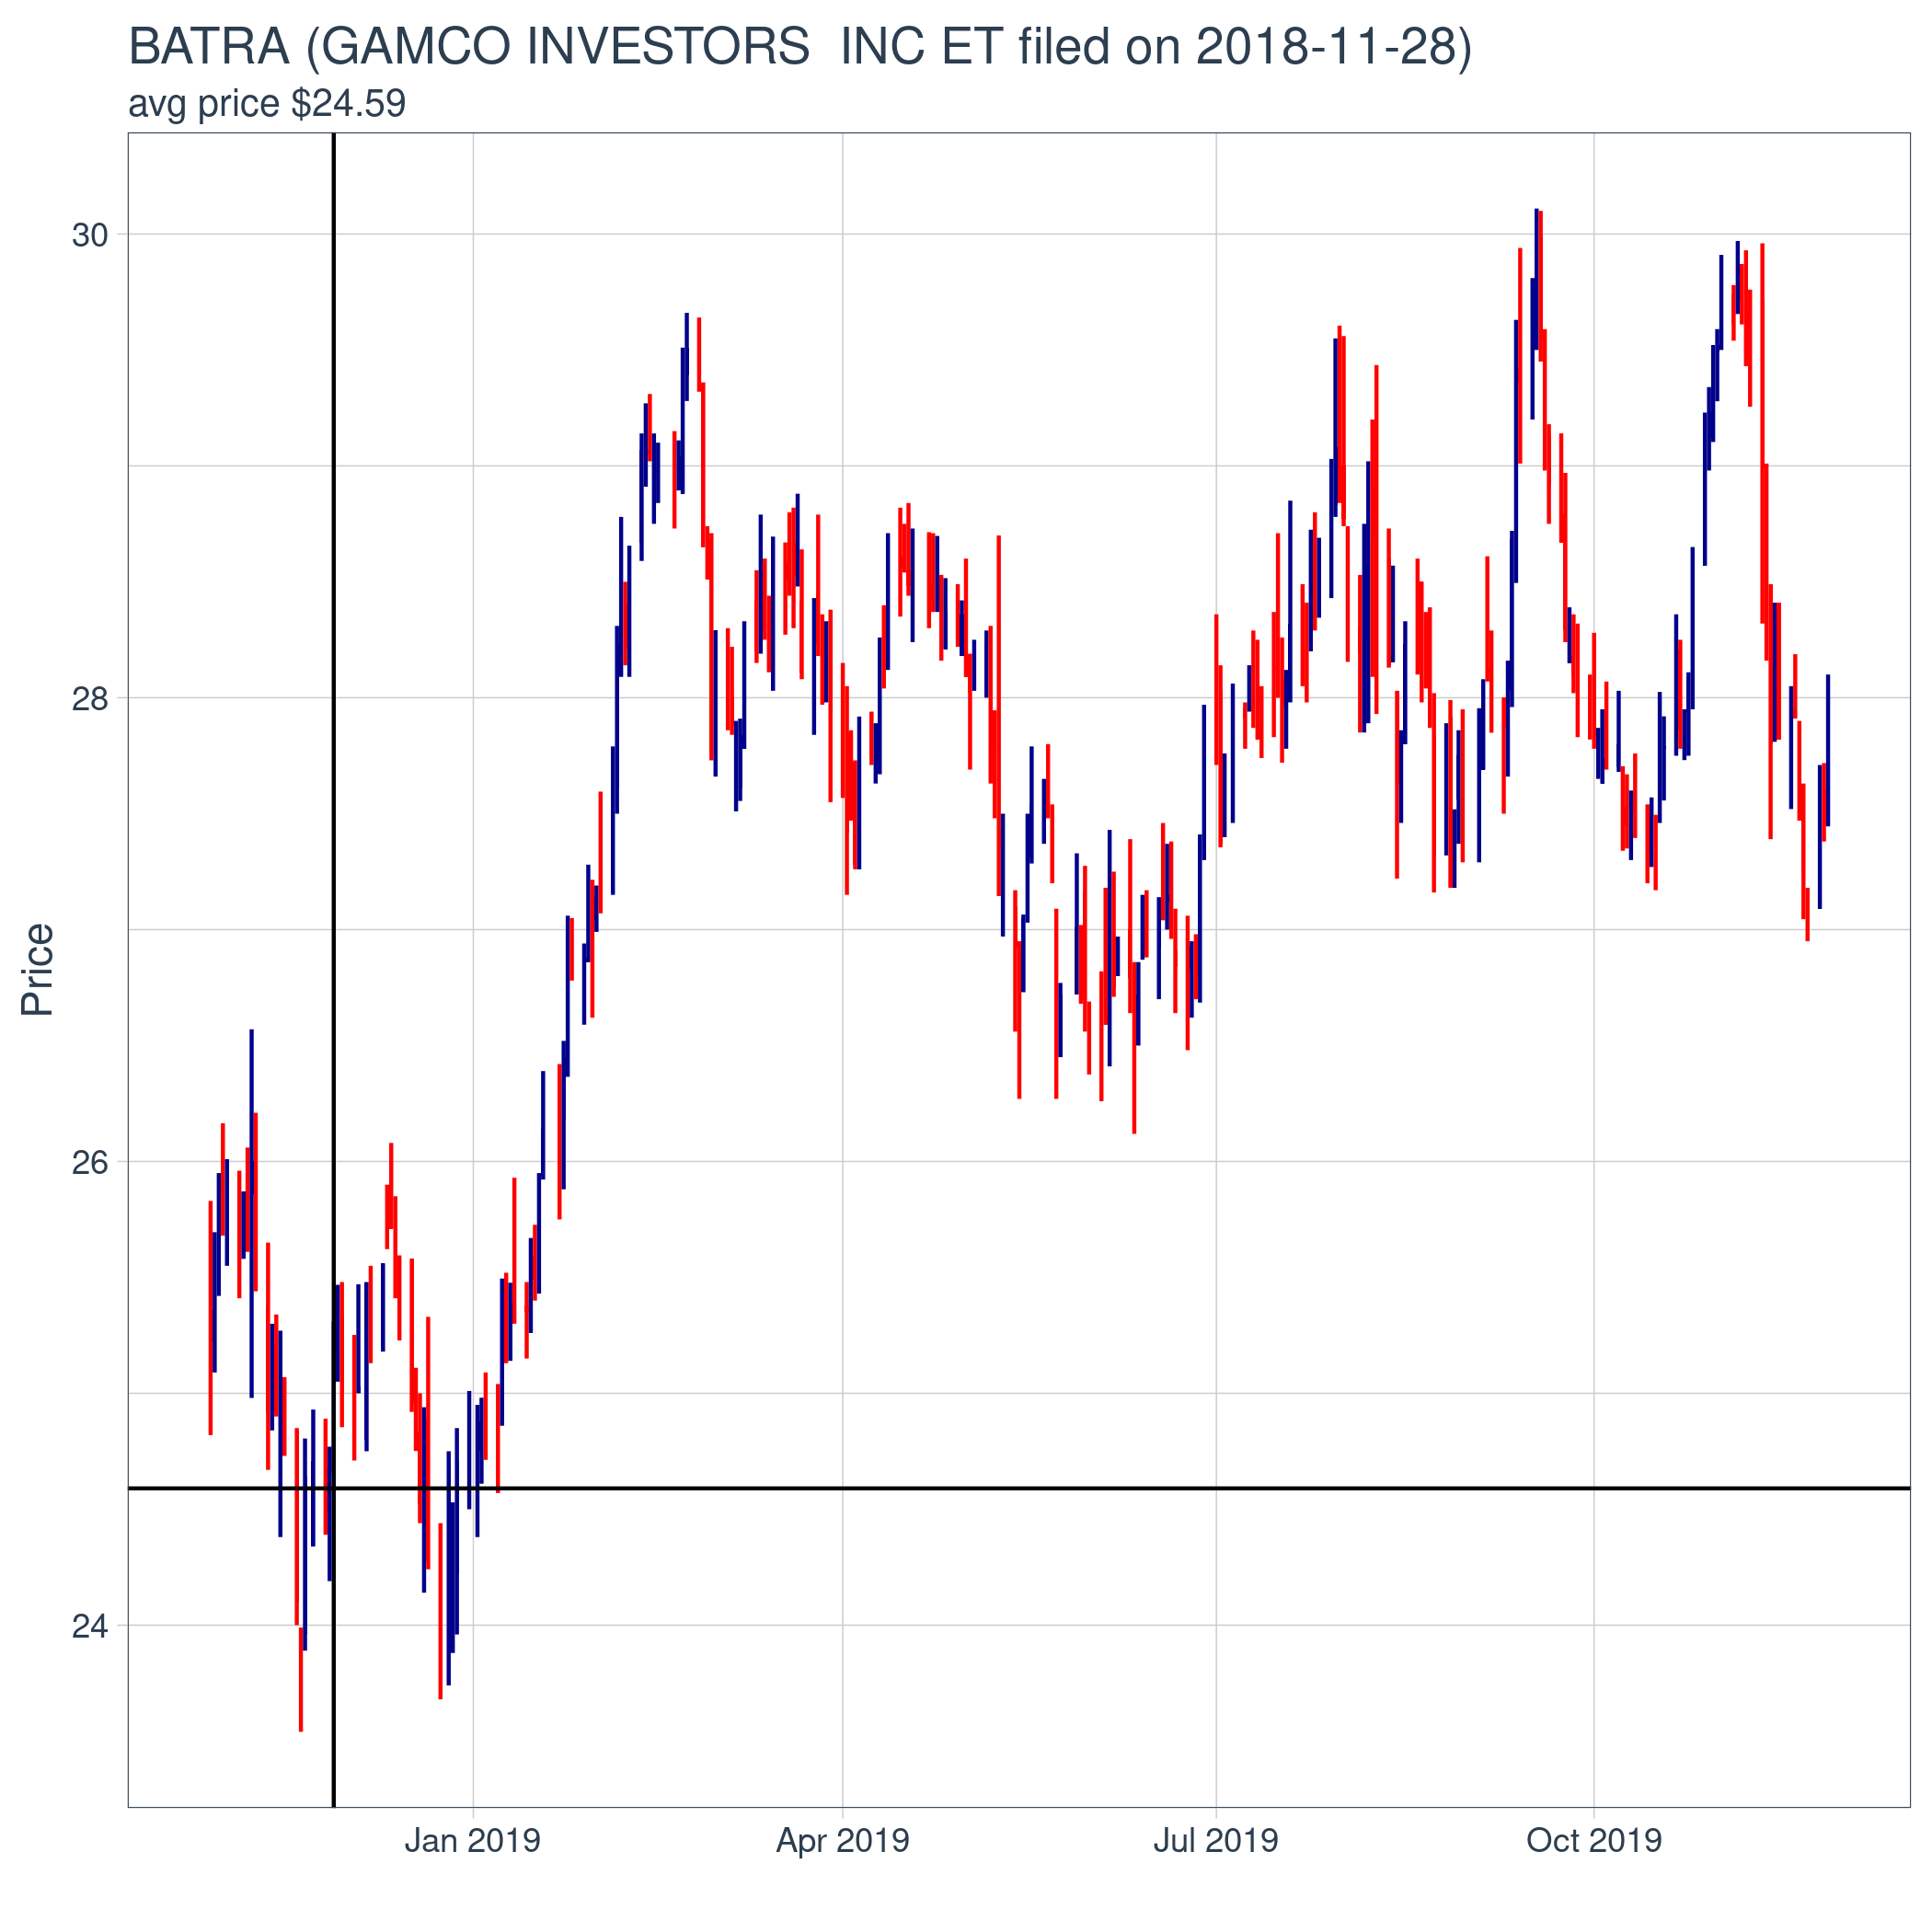 BATRA (GAMCO INVESTORS  INC ET filed on 2018-11-28)
avg price $24.59
30
28
26
24
Price
Jan 2019
Apr 2019
Jul 2019
Oct 2019